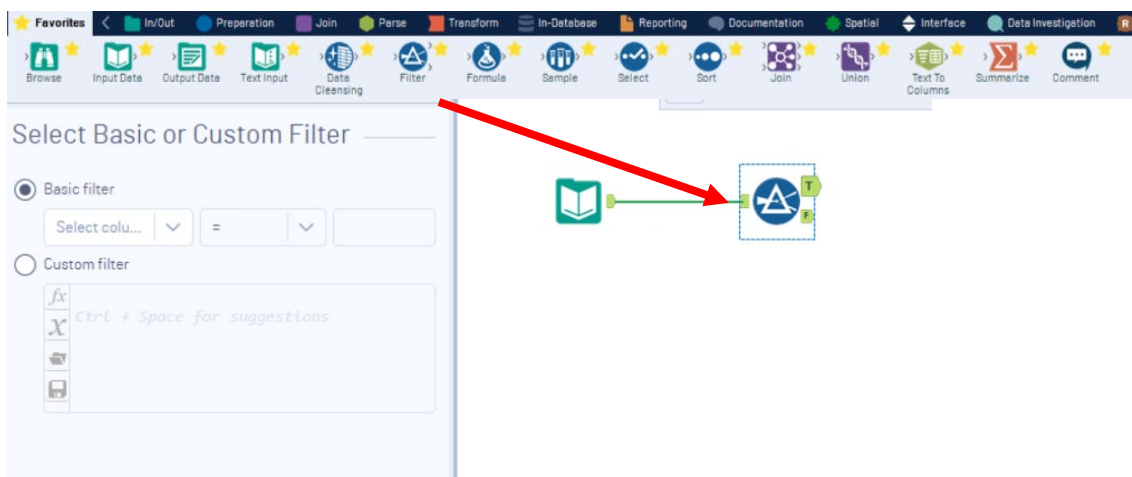 Favorites In/Out Preparation Join Parse Transform In-Database Reporting Documentation Spatial Interface Data Investigation R
Browse Input Data Output Data Text Input Data Cleansing Filter Formula Sample Select Sort Join Union Text To Columns Summarize Comment
Select Basic or Custom Filter
Basic filter
Select colu... =
Custom filter
fx
X
Ctrl + Space for suggestions
T
F